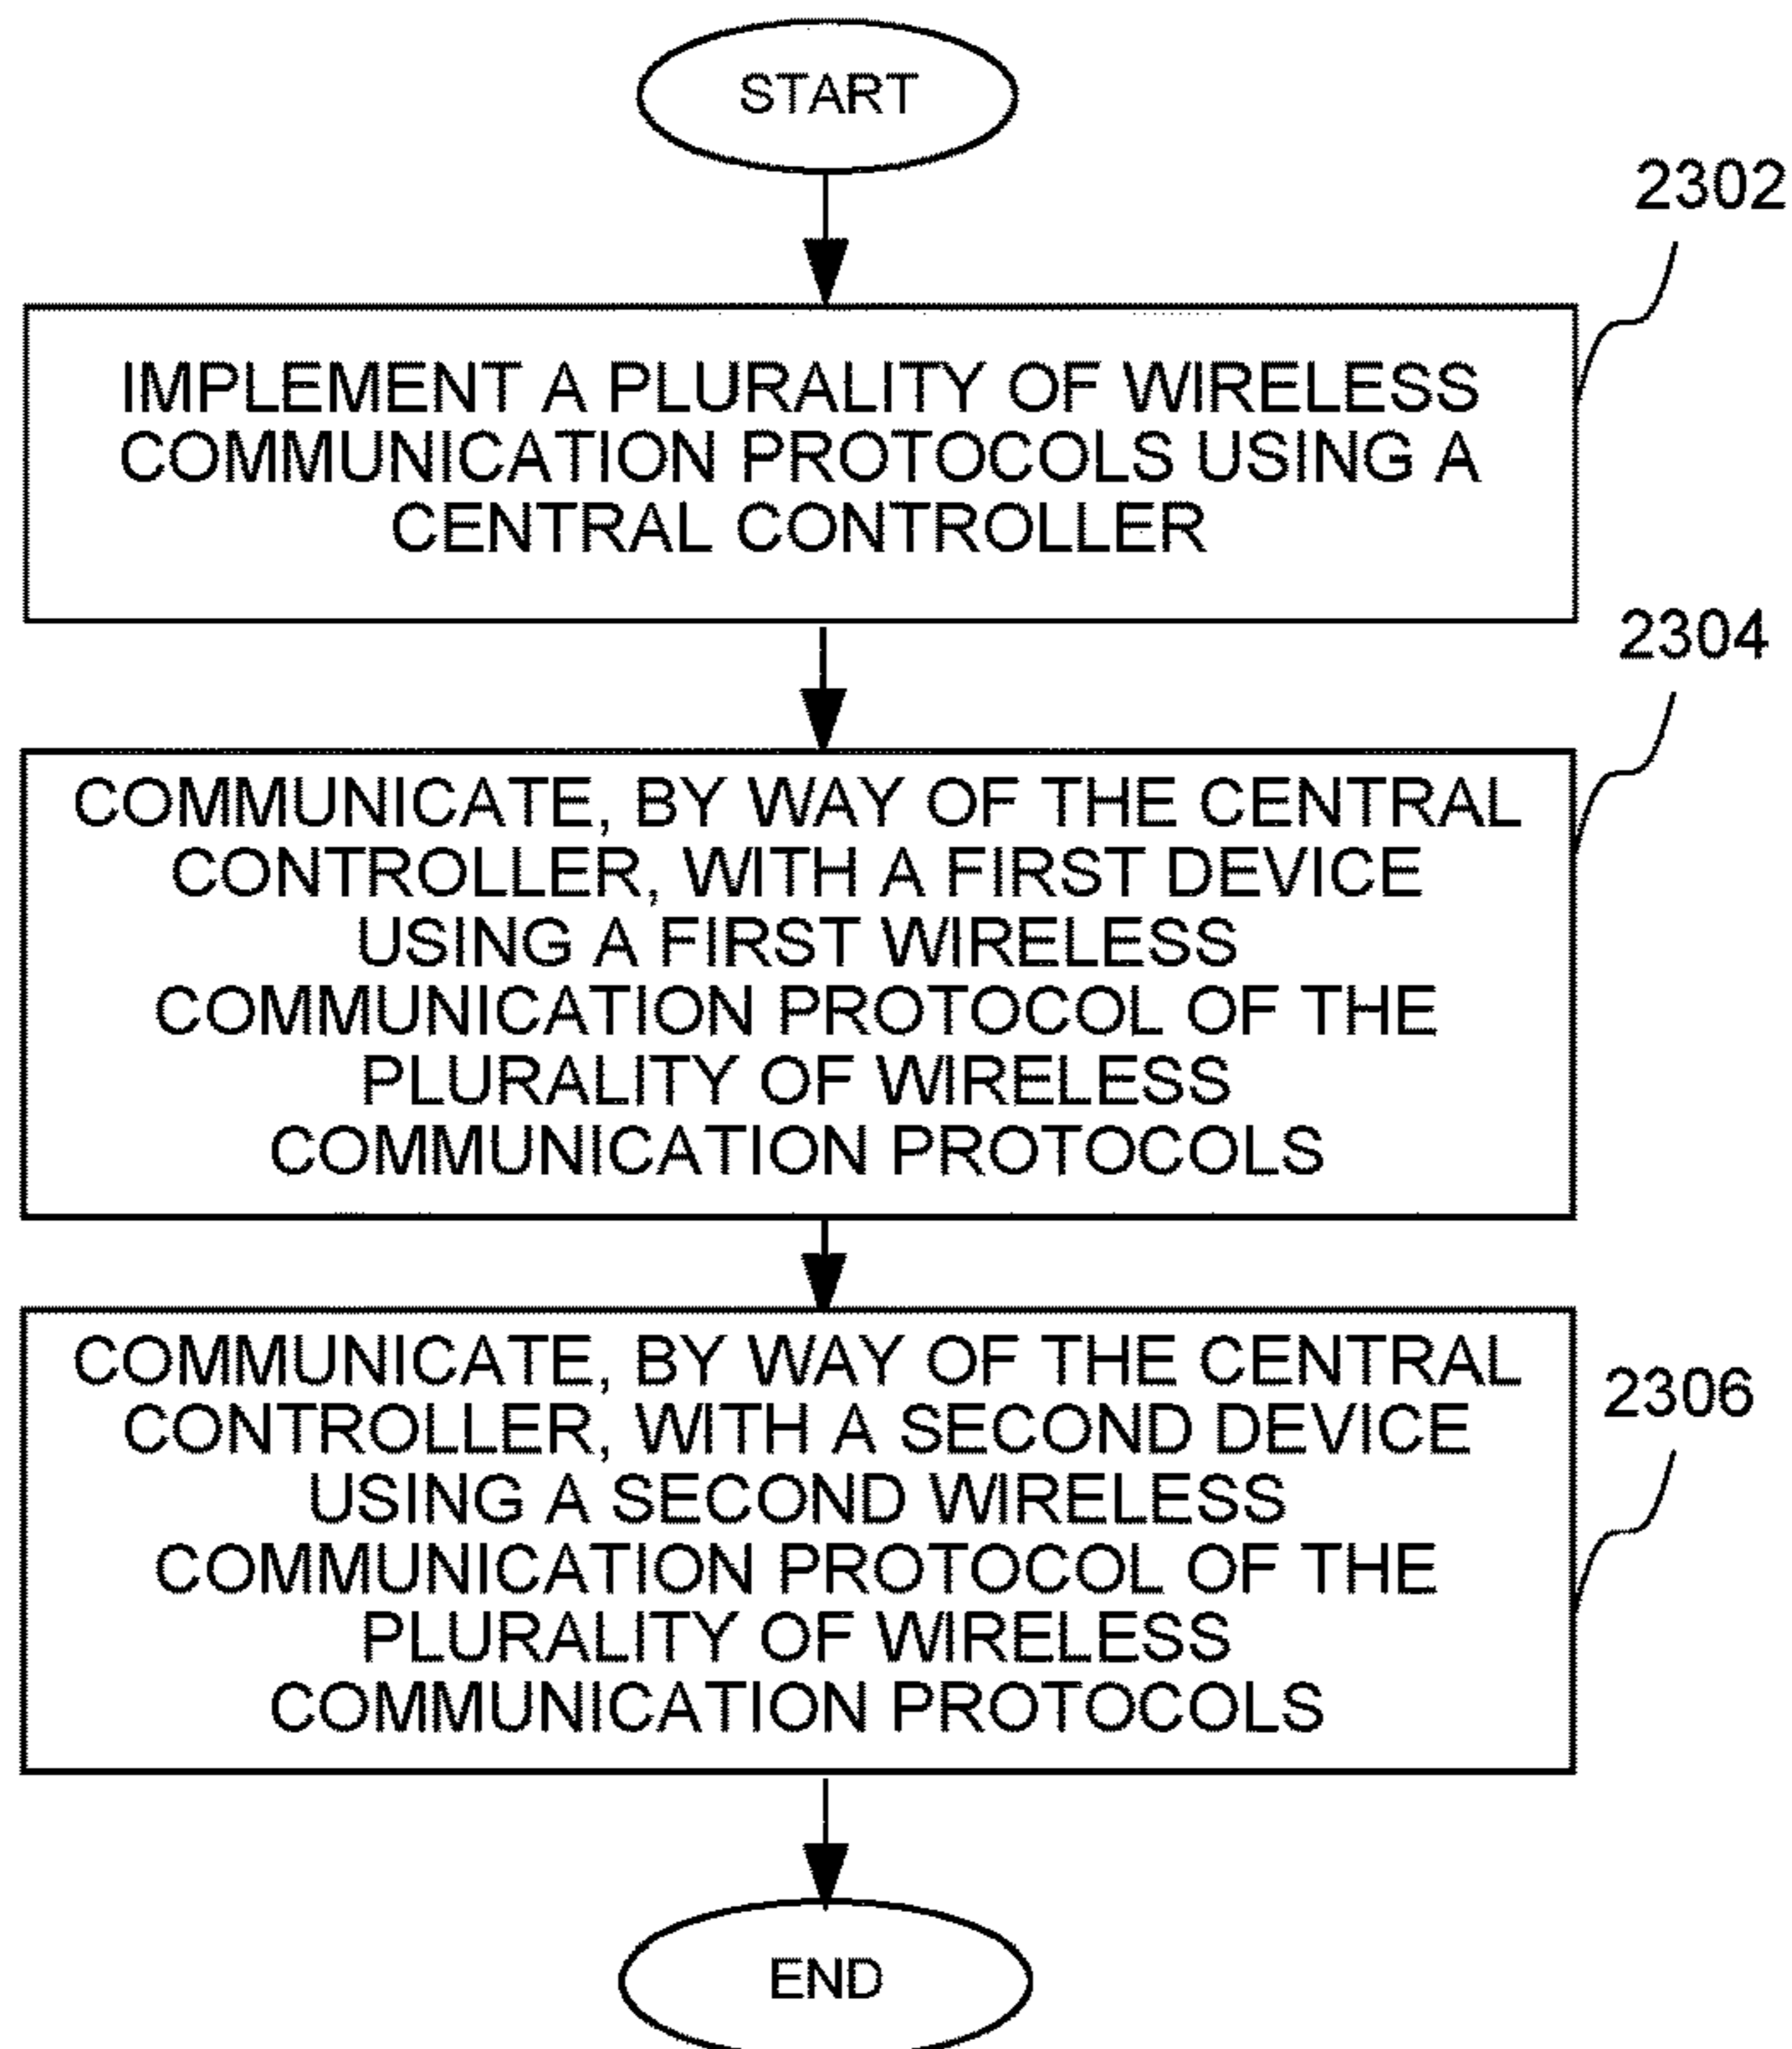 START
2302
IMPLEMENT A PLURALITY OF WIRELESS
COMMUNICATION PROTOCOLS USING A
CENTRAL CONTROLLER
2304
COMMUNICATE, BY WAY OF THE CENTRAL
CONTROLLER, WITH A FIRST DEVICE
USING A FIRST WIRELESS
COMMUNICATION PROTOCOL OF THE
PLURALITY OF WIRELESS
COMMUNICATION PROTOCOLS
COMMUNICATE, BY WAY OF THE CENTRAL
CONTROLLER, WITH A SECOND DEVICE
USING A SECOND WIRELESS
COMMUNICATION PROTOCOL OF THE
PLURALITY OF WIRELESS
COMMUNICATION PROTOCOLS
2306
END